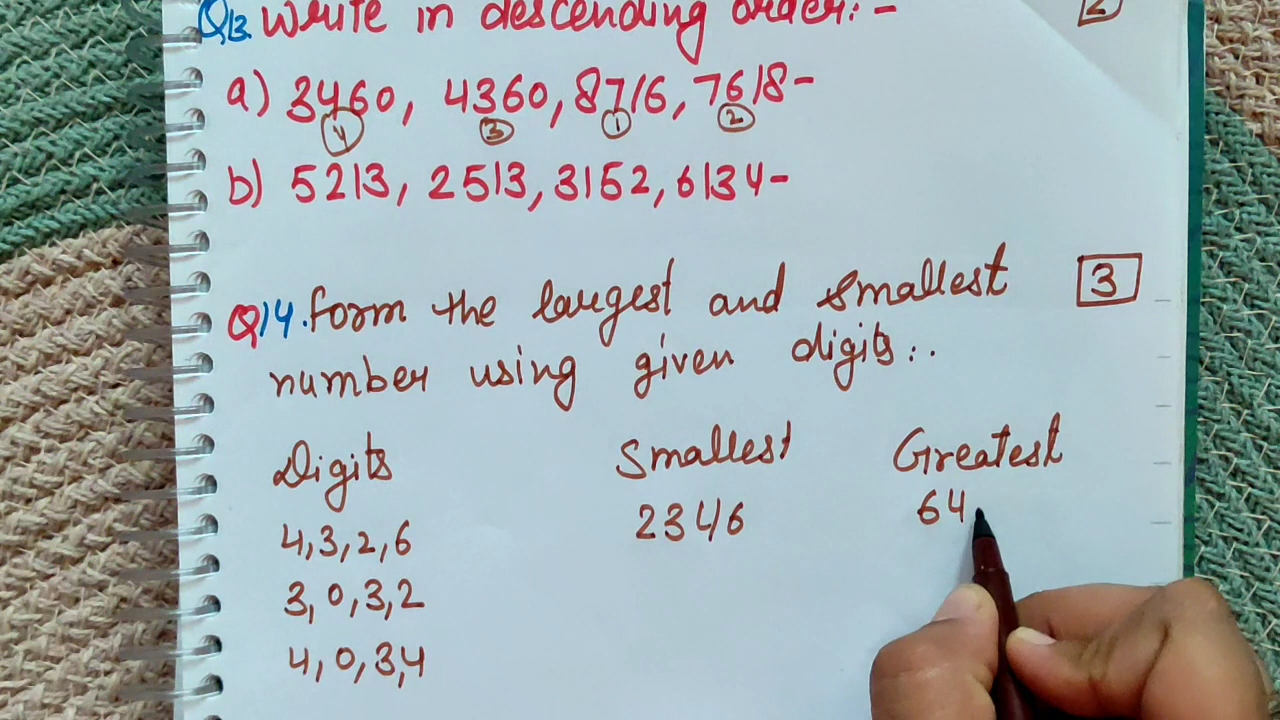 Q13. Write in descending order:- 2
a) 3460, 4360, 8716, 7618-
4 3 1 2
b) 5213, 2513, 3152, 6134-
Q14. Form the largest and smallest 3
number using given digits:.
Digits Smallest Greatest
4,3,2,6 2346 64
3,0,3,2
4,0,3,4